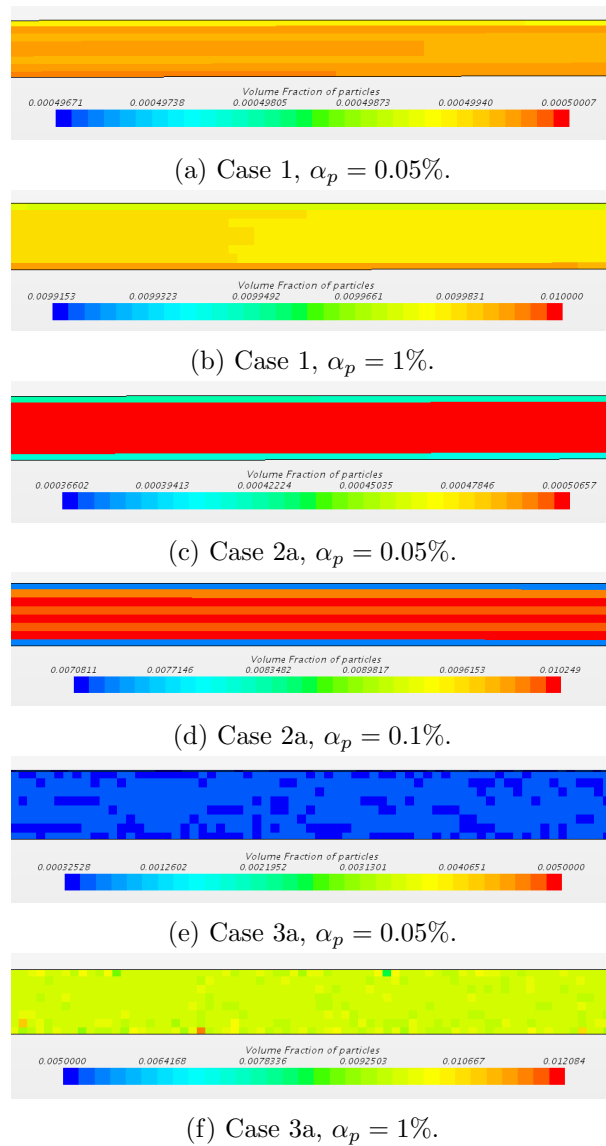 Volume Fraction of particles
0.00049671 0.00049738 0.00049805 0.00049873 0.00049940 0.00050007
(a) Case 1, αₚ = 0.05%.
Volume Fraction of particles
0.0099153 0.0099323 0.0099492 0.0099661 0.0099831 0.010000
(b) Case 1, αₚ = 1%.
Volume Fraction of particles
0.00036602 0.00039413 0.00042224 0.00045035 0.00047846 0.00050657
(c) Case 2a, αₚ = 0.05%.
Volume Fraction of particles
0.0070811 0.0077146 0.0083482 0.0089817 0.0096153 0.010249
(d) Case 2a, αₚ = 0.1%.
Volume Fraction of particles
0.00032528 0.0012602 0.0021952 0.0031301 0.0040651 0.0050000
(e) Case 3a, αₚ = 0.05%.
Volume Fraction of particles
0.0050000 0.0064168 0.0078336 0.0092503 0.010667 0.012084
(f) Case 3a, αₚ = 1%.